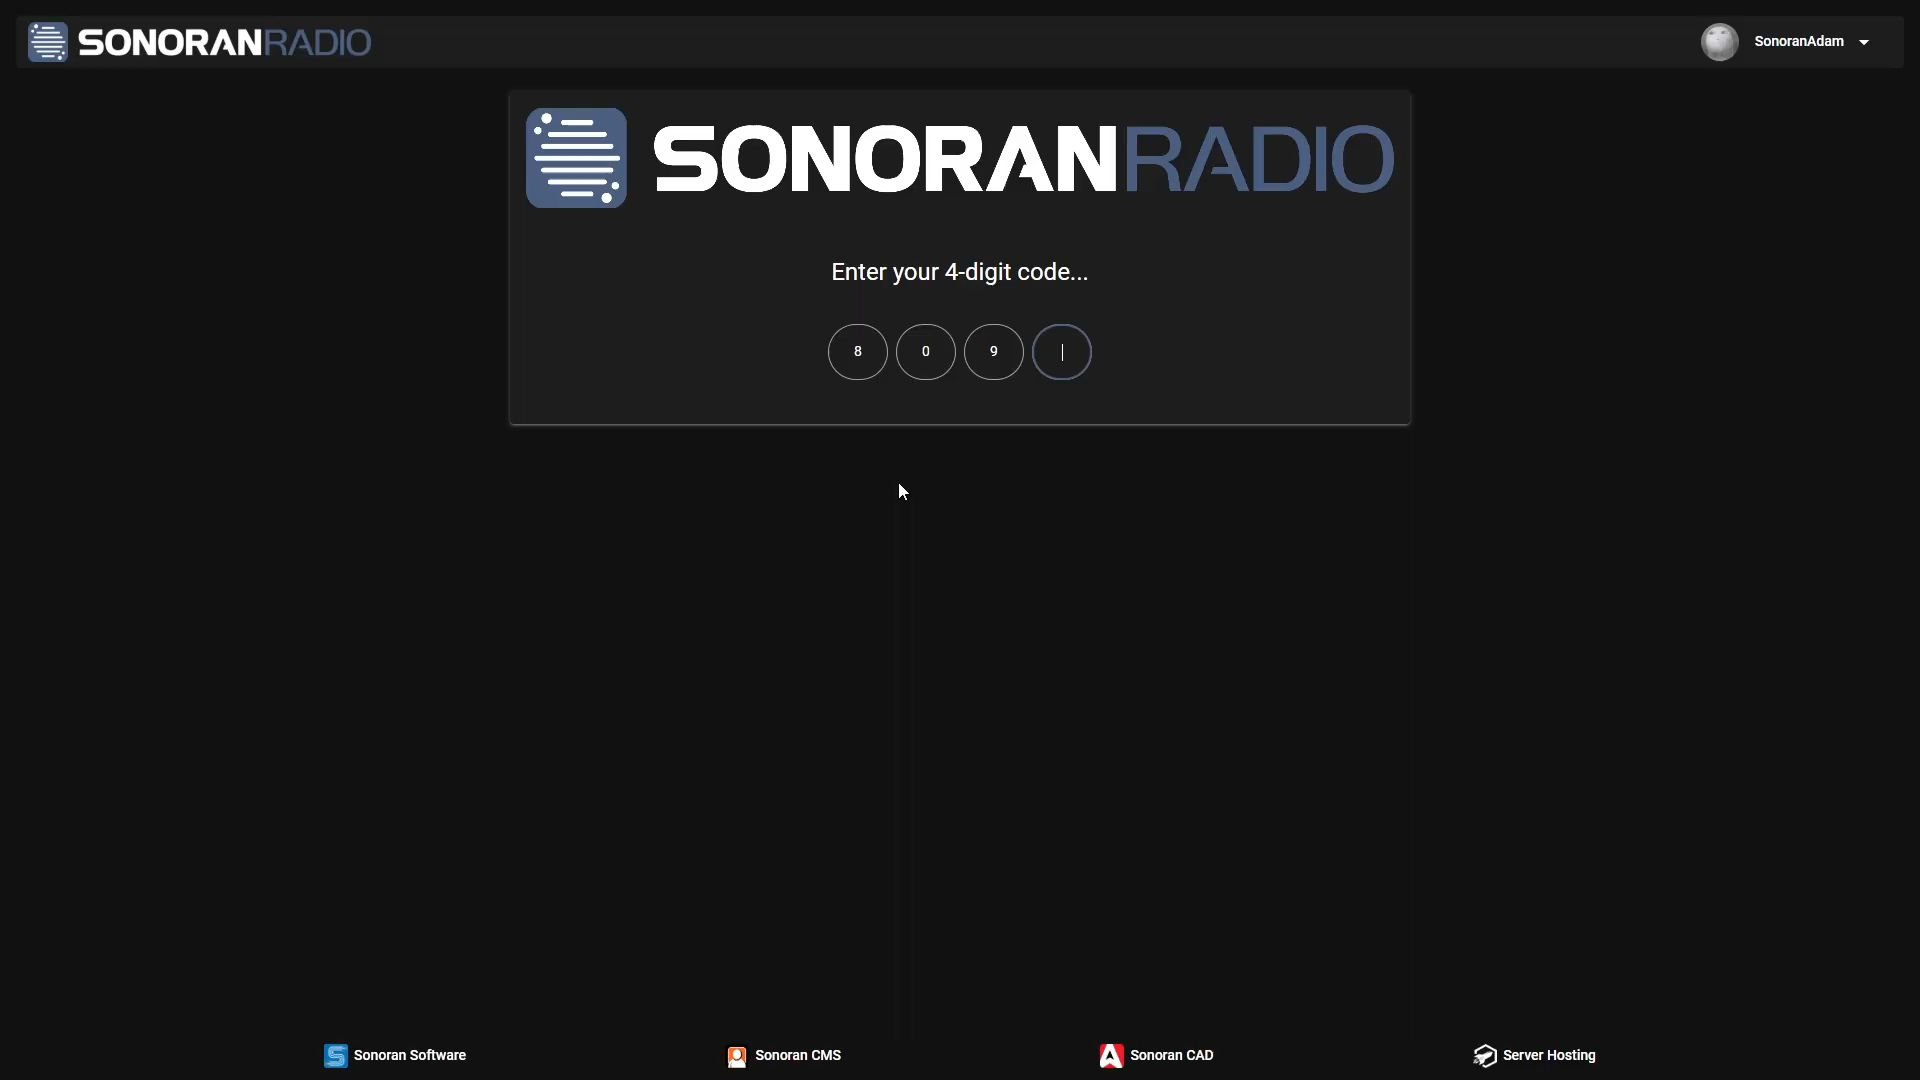 SONORANRADIO
SonoranAdam
SONORANRADIO
Enter your 4-digit code...
8 0 9
Sonoran Software
Sonoran CMS
Sonoran CAD
Server Hosting